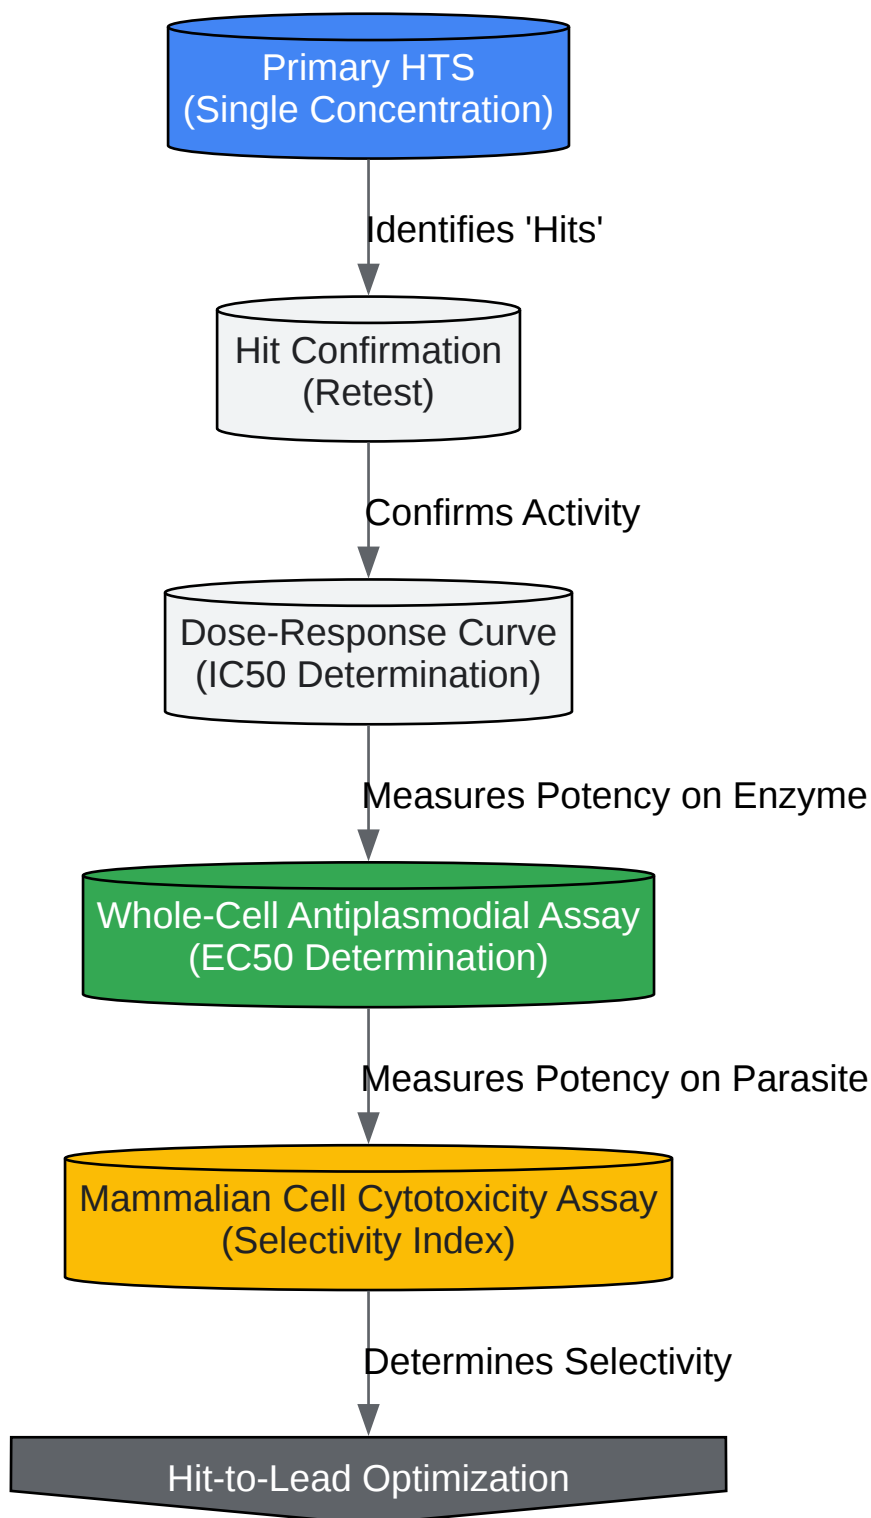 Primary HTS
(Single Concentration)
Identifies 'Hits'
Hit Confirmation
(Retest)
Confirms Activity
Dose-Response Curve
(IC50 Determination)
Measures Potency on Enzyme
Whole-Cell Antiplasmodial Assay
(EC50 Determination)
Measures Potency on Parasite
Mammalian Cell Cytotoxicity Assay
(Selectivity Index)
Determines Selectivity
Hit-to-Lead Optimization